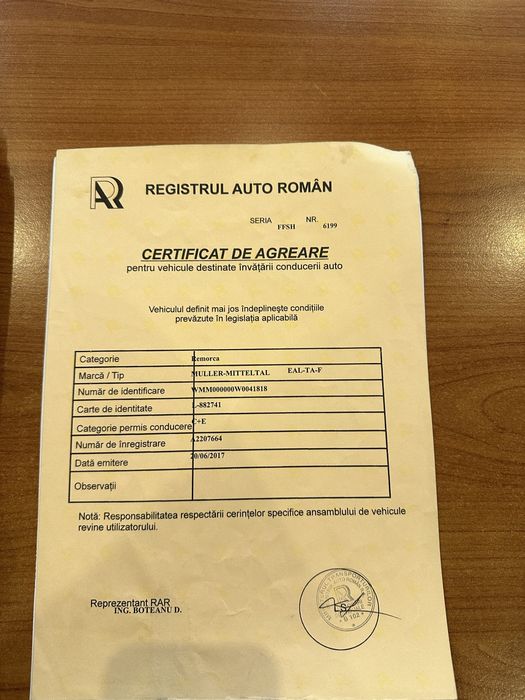 REGISTRUL AUTO ROMÂN
SERIA FFSH NR. 6199
CERTIFICAT DE AGREARE
pentru vehicule destinate învățării conducerii auto
Vehiculul definit mai jos îndeplinește condițiile
prevăzute în legislația aplicabilă
Categorie Remorca
Marcă / Tip MULLER-MITTELTAL EAL-TA-F
Număr de identificare WMM000000W0041818
Carte de identitate L-882741
Categorie permis conducere C+E
Număr de înregistrare A2207664
Dată emitere 20/06/2017
Observații
Notă: Responsabilitatea respectării cerințelor specifice ansamblului de vehicule
revine utilizatorului.
Reprezentant RAR
ING. BOTEANU D.
LS
B 102